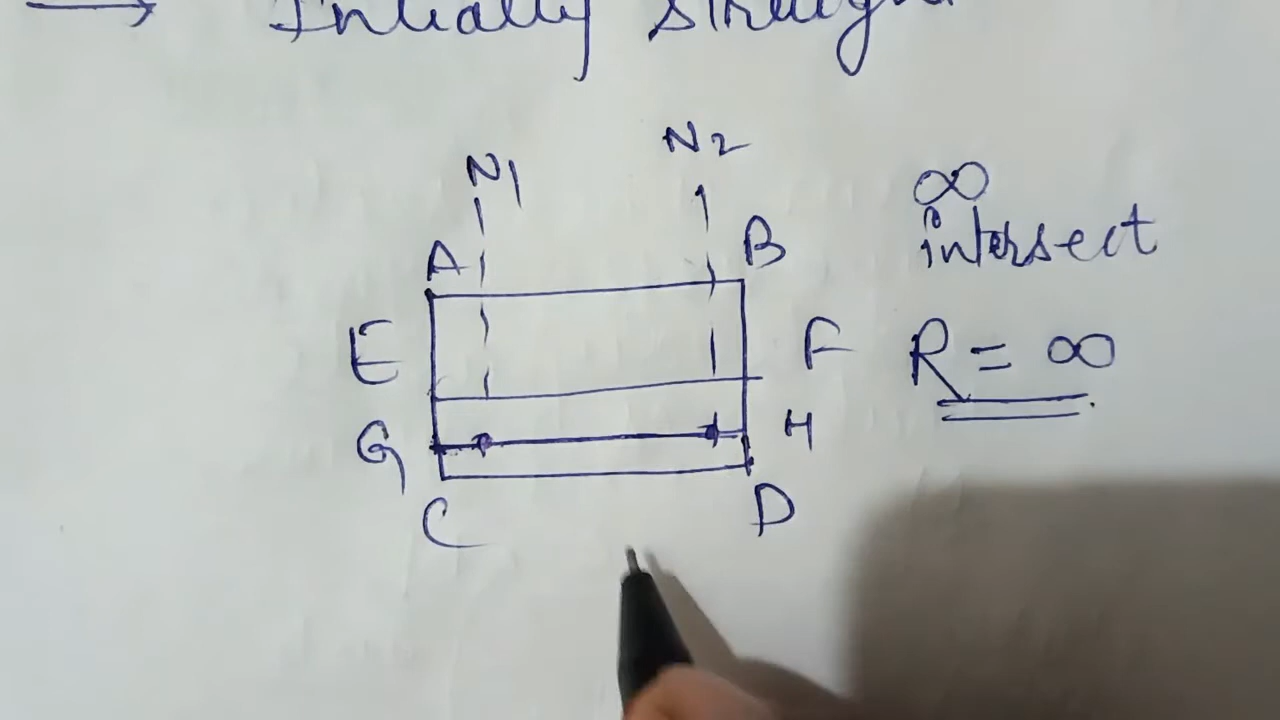 → Initially straight
N1 N2
A B
∞
intersect
E F R = ∞
G H
C D